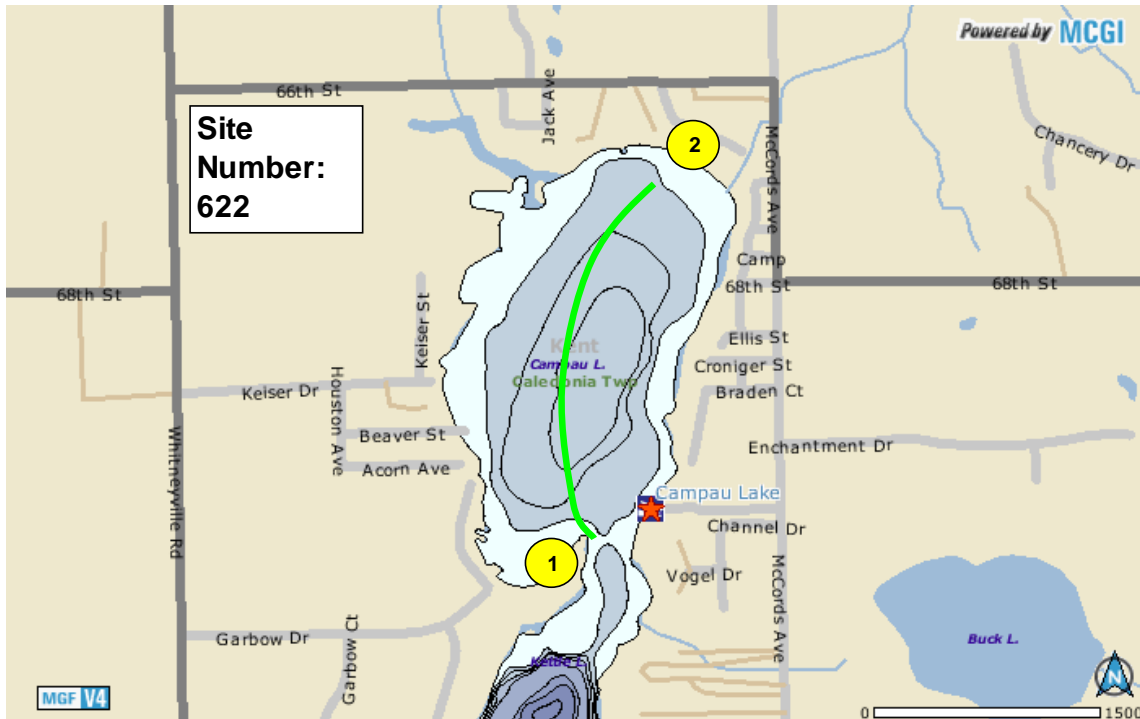 Powered by MCGI
66th St
Jack Ave
Site
Number:
622
2
McCords Ave
Chancery Dr
Camp
68th St
68th St
68th St
Keiser St
Ellis St
Kent
Campau L.
Croniger St
Caledonia Twp
Keiser Dr
Houston Ave
Braden Ct
Beaver St
Whitneyville Rd
Enchantment Dr
Acorn Ave
Campau Lake
Channel Dr
1
Vogel Dr
McCords Ave
Garbow Dr
Garbow Ct
Buck L.
N
MGF V4
0
1500